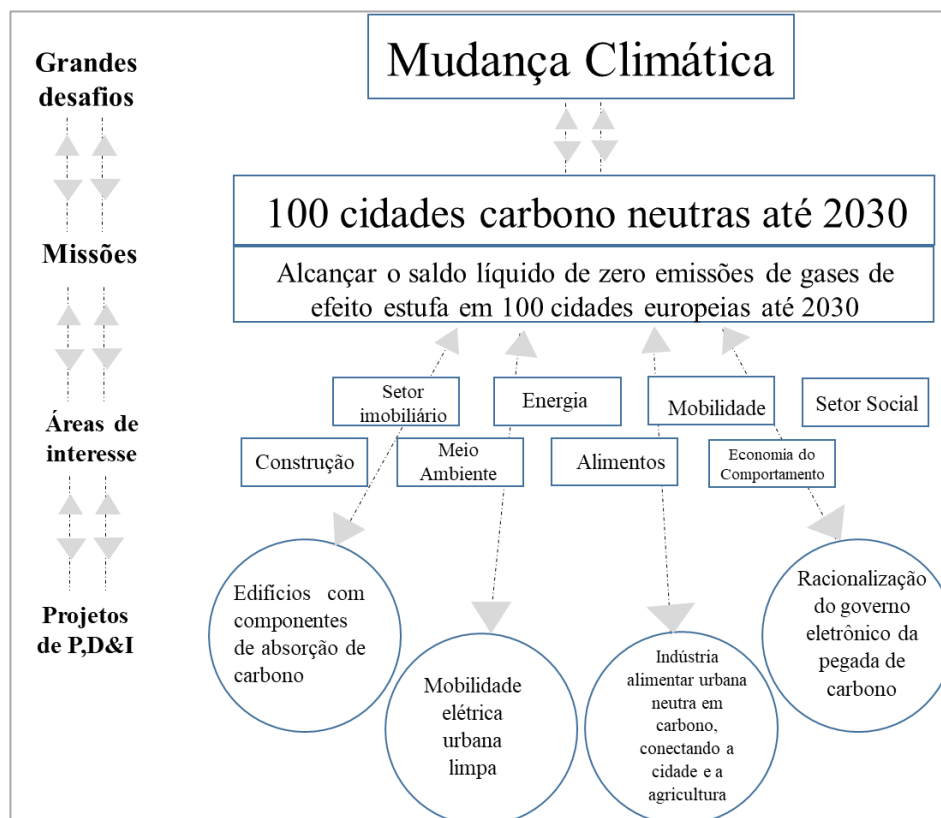 Grandes
desafios
Mudança Climática
Missões
100 cidades carbono neutras até 2030
Alcançar o saldo líquido de zero emissões de gases de
efeito estufa em 100 cidades europeias até 2030
Áreas de
interesse
Setor
imobiliário
Energia
Mobilidade
Setor Social
Construção
Meio
Ambiente
Alimentos
Economia do
Comportamento
Projetos
de P,D&I
Edifícios com
componentes
de absorção de
carbono
Mobilidade
elétrica
urbana
limpa
Indústria
alimentar urbana
neutra em
carbono,
conectando a
cidade e a
agricultura
Racionalização
do governo
eletrônico da
pegada de
carbono